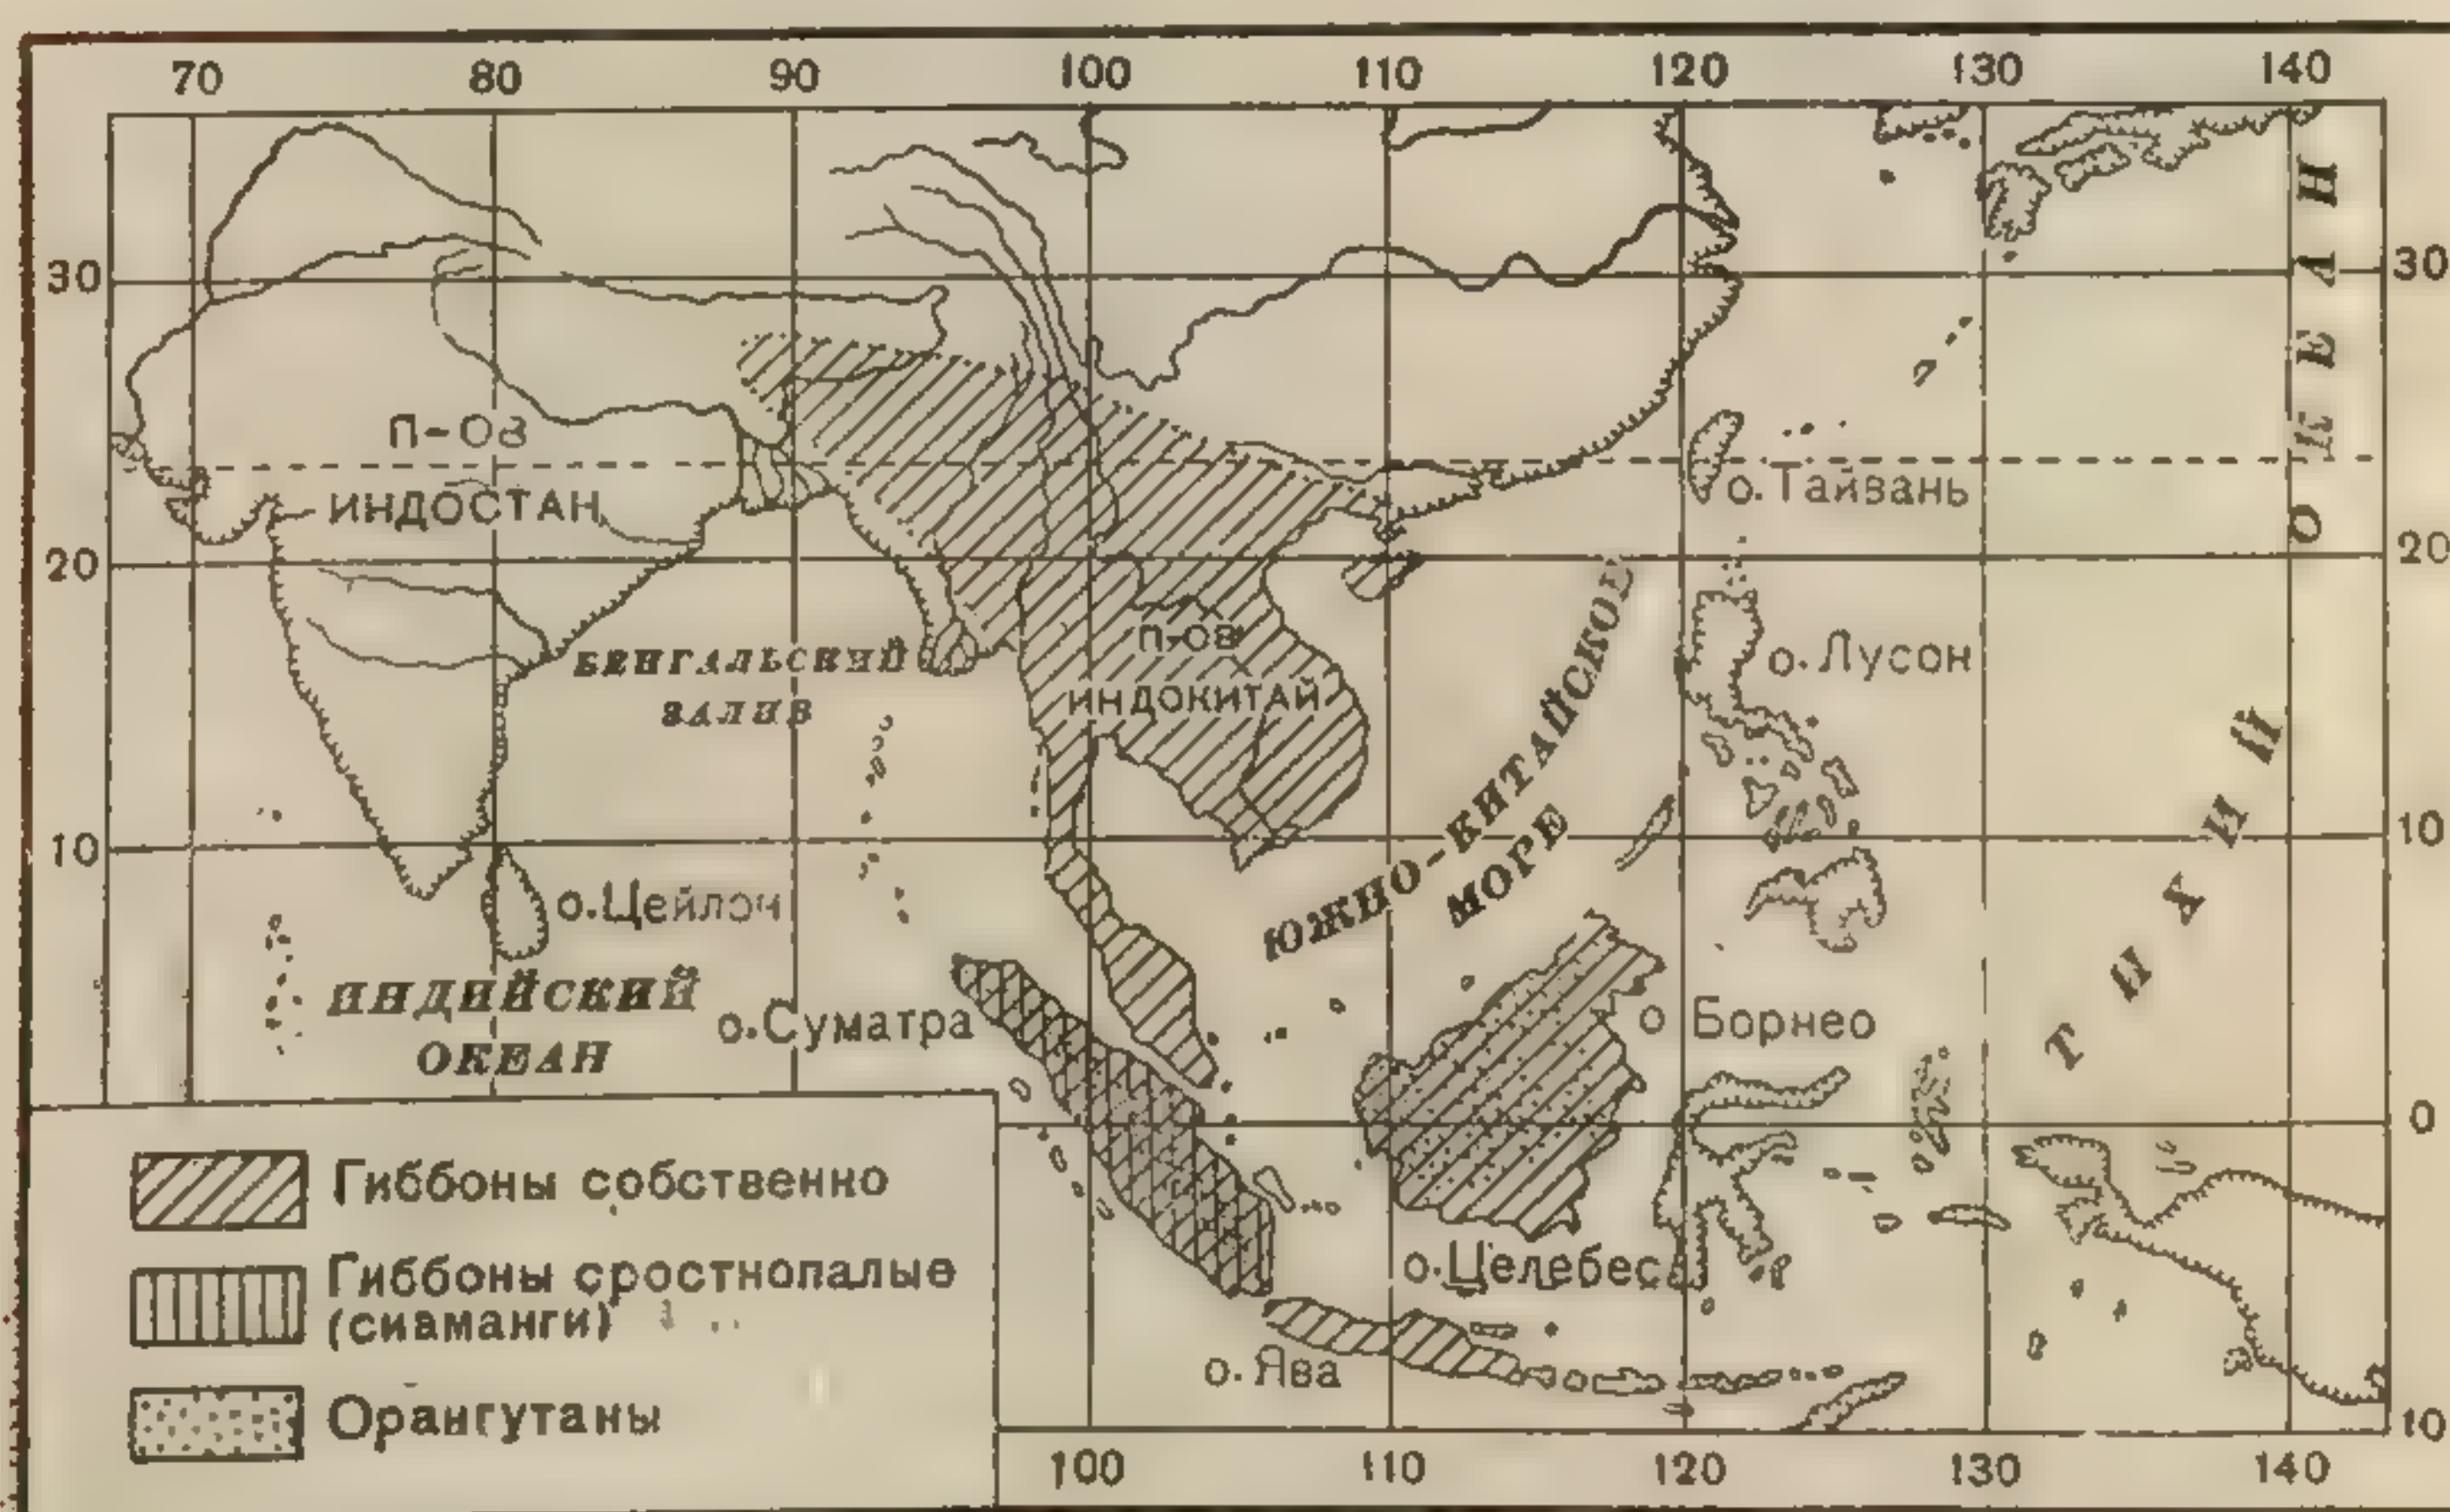 70 80 90 100 110 120 130 140
30 30
20 20
10 10
0
10
П-ОВ
ИНДОСТАН
о. Тайвань
БЕНГАЛЬСКИЙ
ЗАЛИВ
П-ОВ
ИНДОКИТАЙ
о. Лусон
ЮЖНО-КИТАЙСКОЕ
МОРЕ
ТИХИЙ
ОКЕАН
о. Цейлон
ИНДИЙСКИЙ
ОКЕАН
о. Суматра
о Борнео
о. Целебес
о. Ява
Гиббоны собственно
Гиббоны сростнопалые
(сиаманги)
Орангутаны
100 110 120 130 140